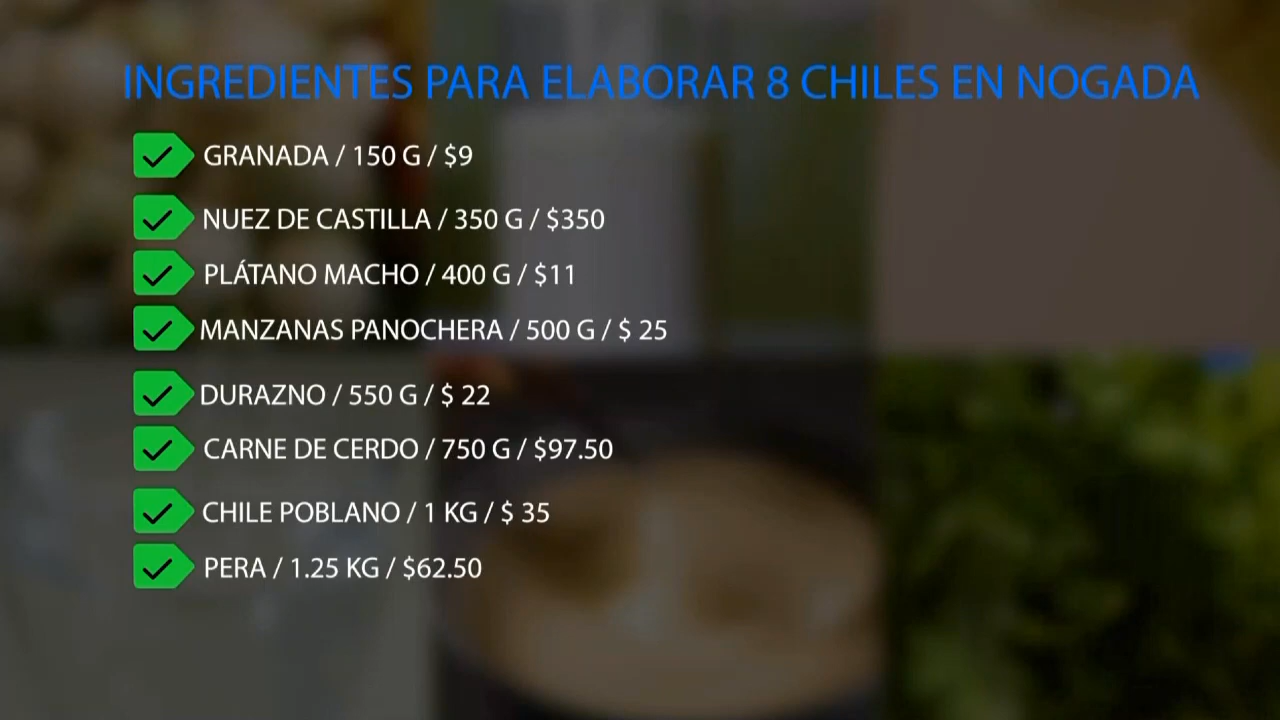 INGREDIENTES PARA ELABORAR 8 CHILES EN NOGADA
GRANADA / 150 G / $9
NUEZ DE CASTILLA / 350 G / $350
PLÁTANO MACHO / 400 G / $11
MANZANAS PANOCHERA / 500 G / $ 25
DURAZNO / 550 G / $ 22
CARNE DE CERDO / 750 G / $97.50
CHILE POBLANO / 1 KG / $ 35
PERA / 1.25 KG / $62.50